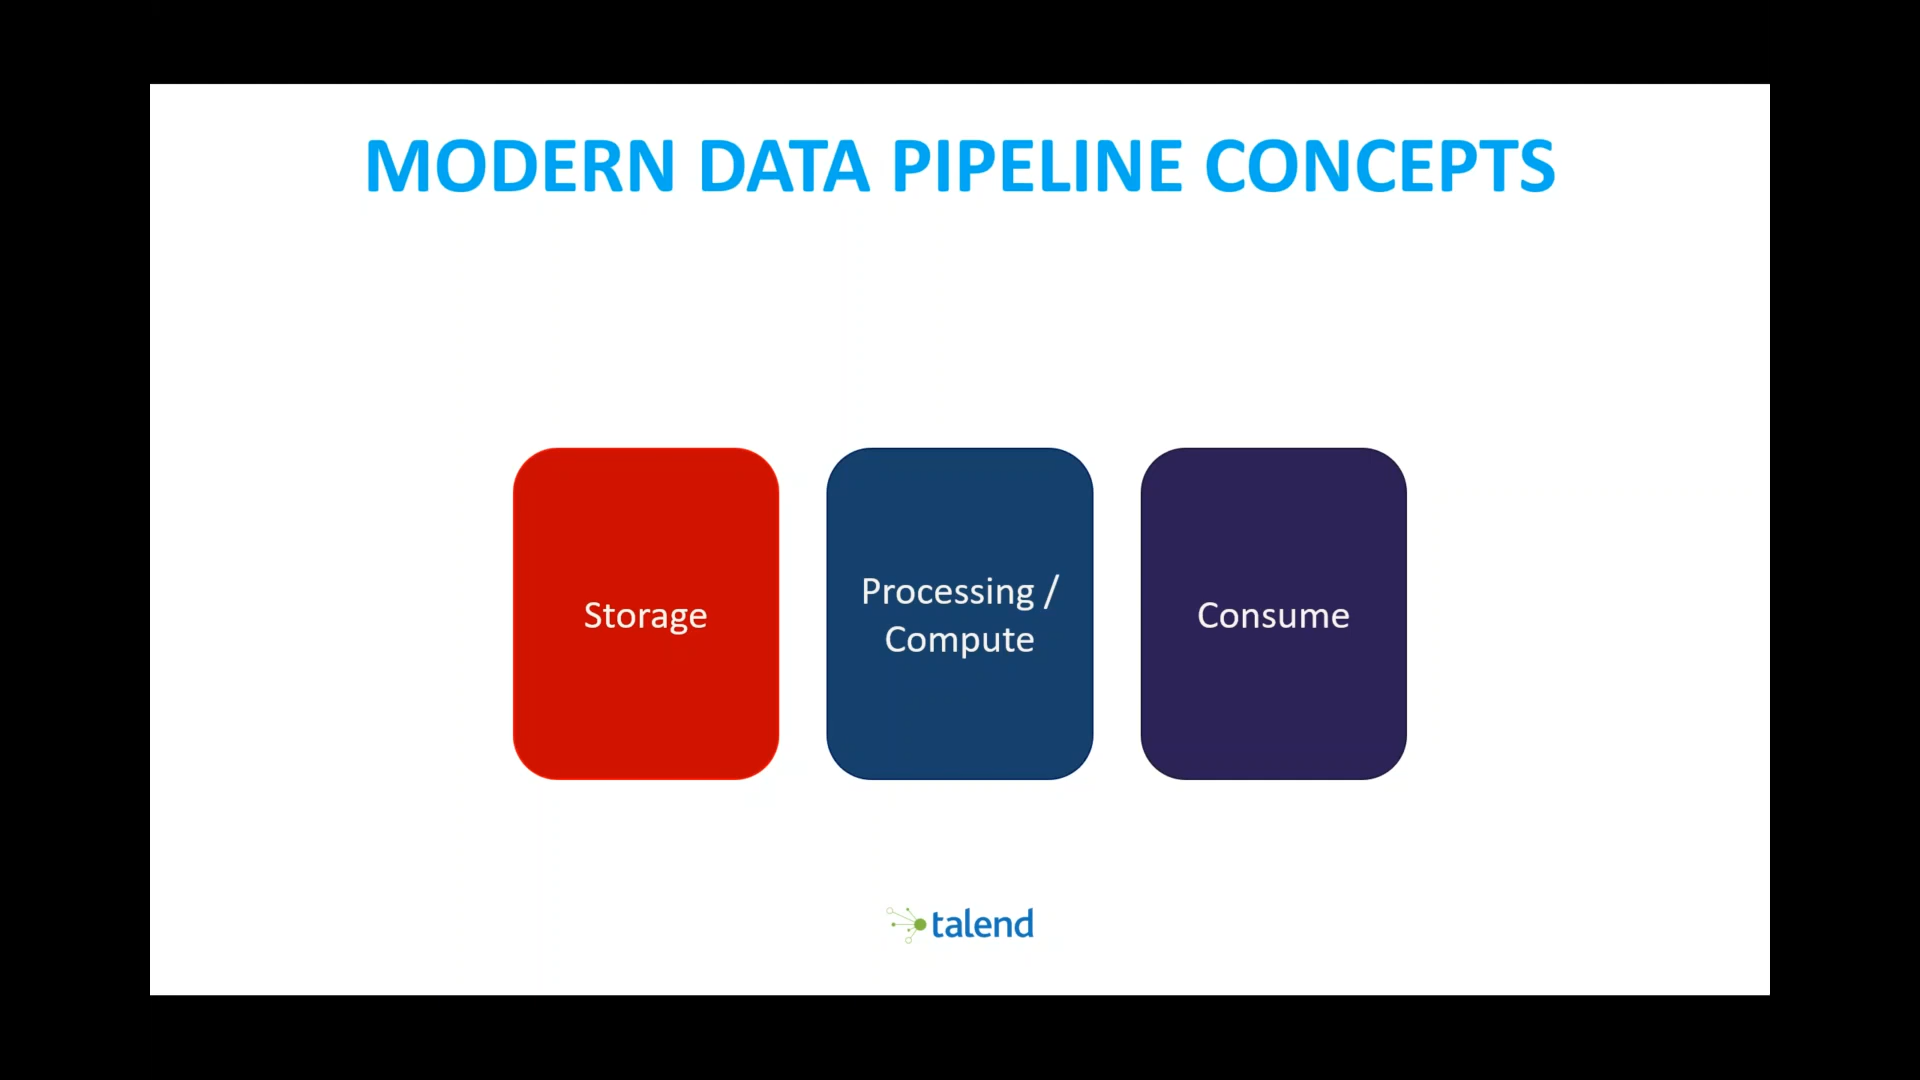 MODERN DATA PIPELINE CONCEPTS
Storage
Processing /
Compute
Consume
talend